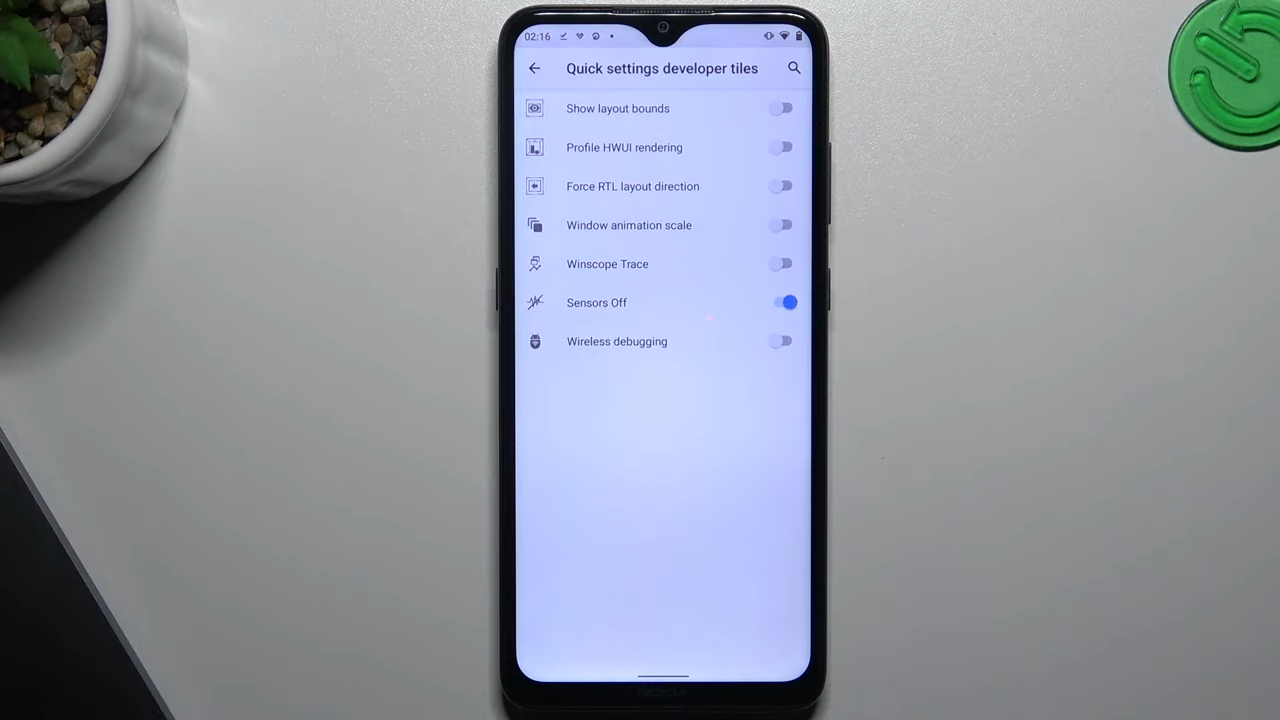 02:16
Quick settings developer tiles
Show layout bounds
Profile HWUI rendering
Force RTL layout direction
Window animation scale
Winscope Trace
Sensors Off
Wireless debugging
NOKIA